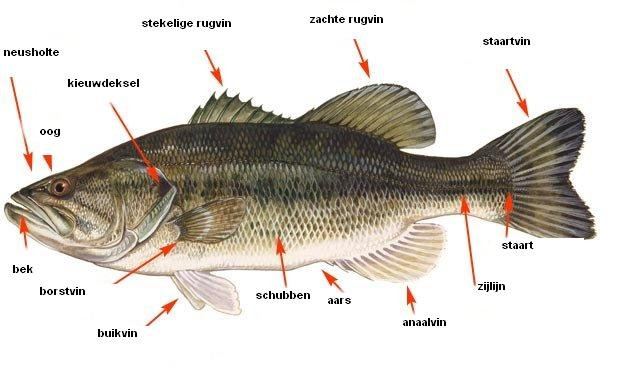 zachte rugvin
stekelige rugvin
staartvin
neusholte
kieuwdeksel
oog
staart
bek
zijlijn
borstvin
schubben
aars
anaalvin
buikvin